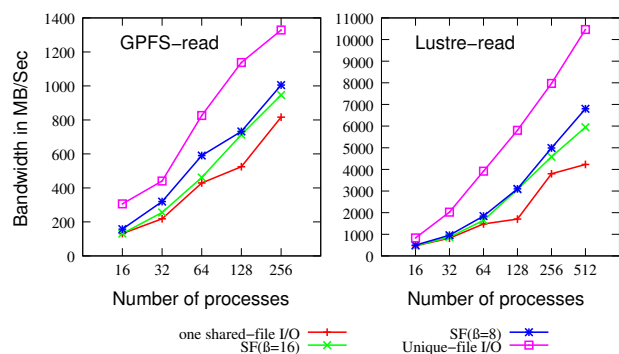 GPFS-read
Bandwidth in MB/Sec
1400
1200
1000
800
600
400
200
0
16 32 64 128 256
Number of processes
Lustre-read
11000
10000
9000
8000
7000
6000
5000
4000
3000
2000
1000
0
16 32 64 128 256 512
Number of processes
one shared-file I/O
SF(ß=16)
SF(ß=8)
Unique-file I/O